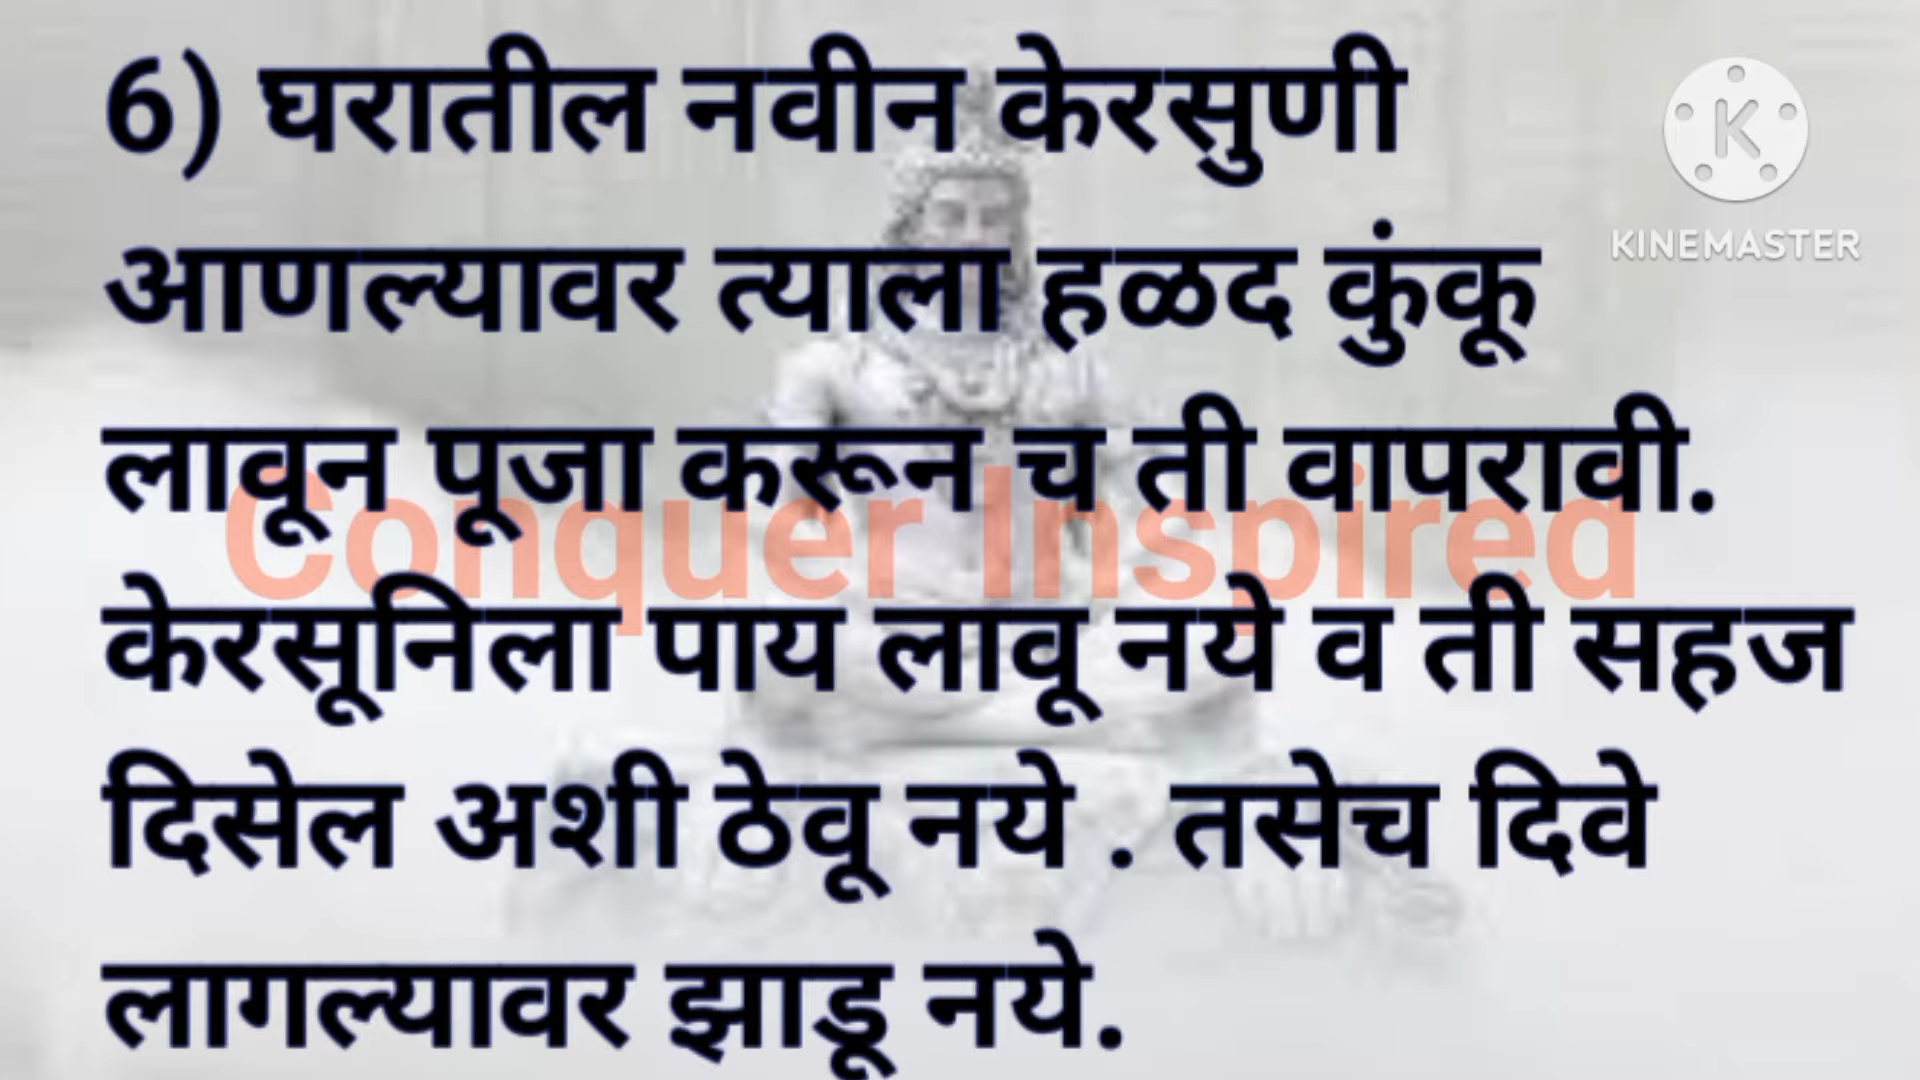 6) घरातील नवीन केरसुणी
आणल्यावर त्याला हळद कुंकू
लावून पूजा करून च ती वापरावी.
केरसूनिला पाय लावू नये व ती सहज
दिसेल अशी ठेवू नये . तसेच दिवे
लागल्यावर झाडू नये.
Conquer Inspired
K
KINEMASTER